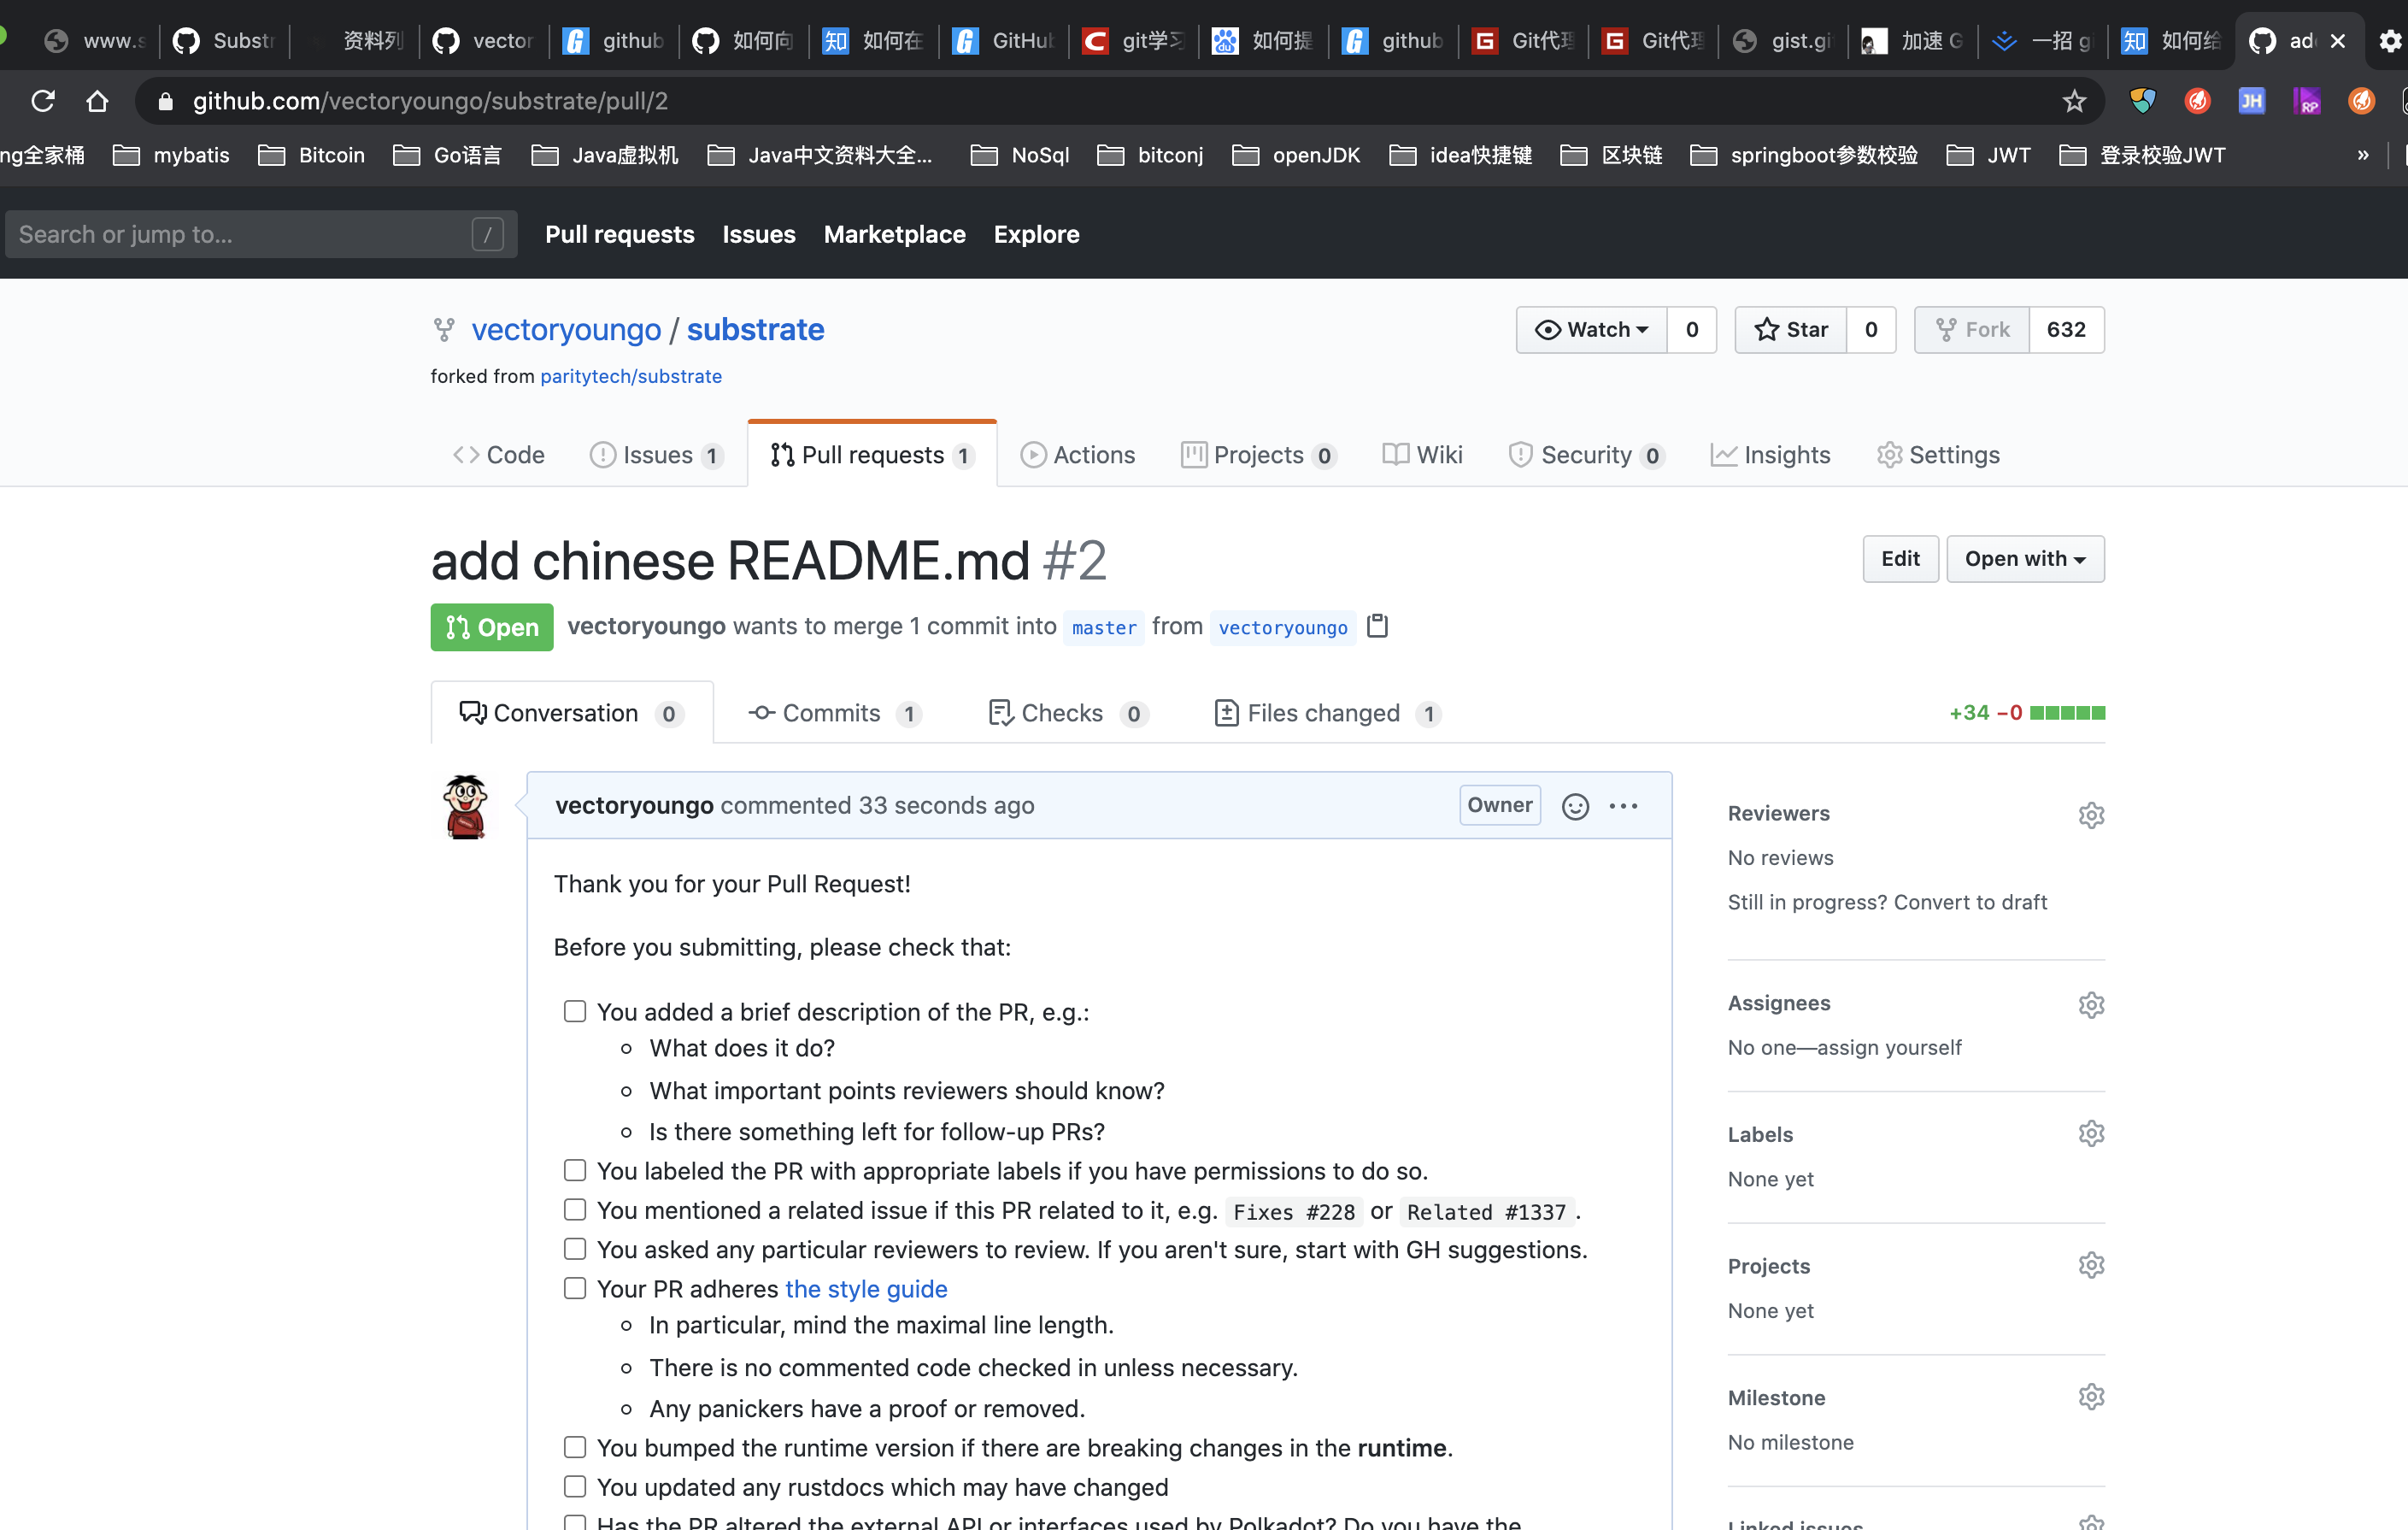 www.s
Substr
资料列
vector
github
如何向
知 如何在
GitHub
git学习
如何提
github
Git代理
Git代理
gist.gi
加速 G
一招 gi
知 如何给
ad
github.com/vectoryoungo/substrate/pull/2
ng全家桶 mybatis Bitcoin Go语言 Java虚拟机 Java中文资料大全... NoSql bitconj openJDK idea快捷键 区块链 springboot参数校验 JWT 登录校验JWT »
Search or jump to... / Pull requests Issues Marketplace Explore
vectoryoungo / substrate Watch 0 Star 0 Fork 632
forked from paritytech/substrate
Code Issues 1 Pull requests 1 Actions Projects 0 Wiki Security 0 Insights Settings
add chinese README.md #2 Edit Open with
Open vectoryoungo wants to merge 1 commit into master from vectoryoungo
Conversation 0 Commits 1 Checks 0 Files changed 1 +34 −0
vectoryoungo commented 33 seconds ago Owner
Thank you for your Pull Request!
Before you submitting, please check that:
You added a brief description of the PR, e.g.:
What does it do?
What important points reviewers should know?
Is there something left for follow-up PRs?
You labeled the PR with appropriate labels if you have permissions to do so.
You mentioned a related issue if this PR related to it, e.g. Fixes #228 or Related #1337.
You asked any particular reviewers to review. If you aren't sure, start with GH suggestions.
Your PR adheres the style guide
In particular, mind the maximal line length.
There is no commented code checked in unless necessary.
Any panickers have a proof or removed.
You bumped the runtime version if there are breaking changes in the runtime.
You updated any rustdocs which may have changed
Has the PR altered the external API or interfaces used by Polkadot? Do you have the
Reviewers
No reviews
Still in progress? Convert to draft
Assignees
No one—assign yourself
Labels
None yet
Projects
None yet
Milestone
No milestone
Linked issues